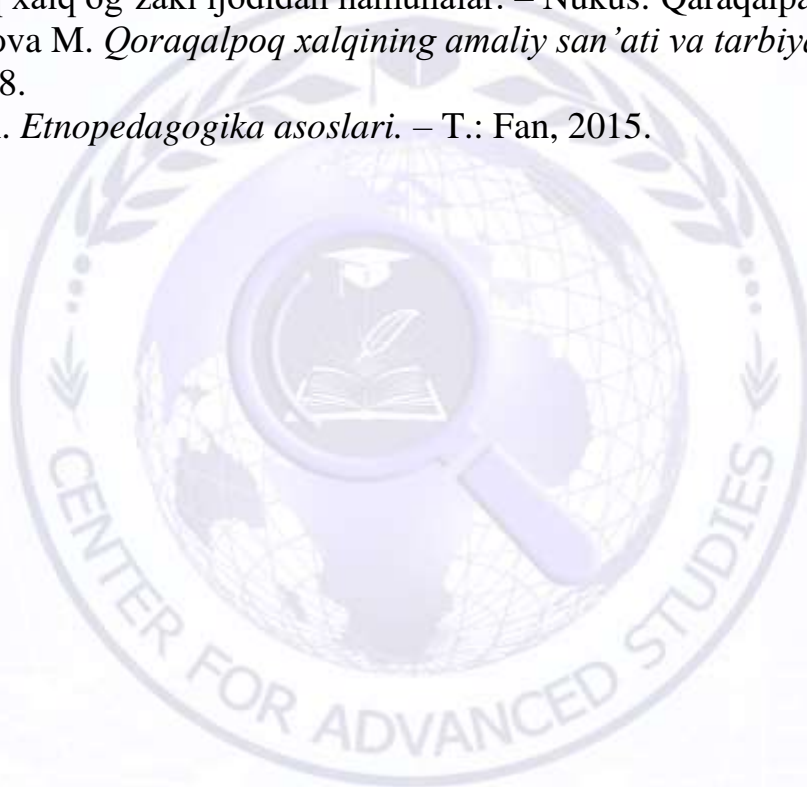 xalq og'zaki ijodidan namunalar. – Nukus: Qaraqalpa
ova M. Qoraqalpoq xalqining amaliy san’ati va tarbiya
8.
. Etnopedagogika asoslari. – T.: Fan, 2015.
CENTER FOR ADVANCED STUDIES